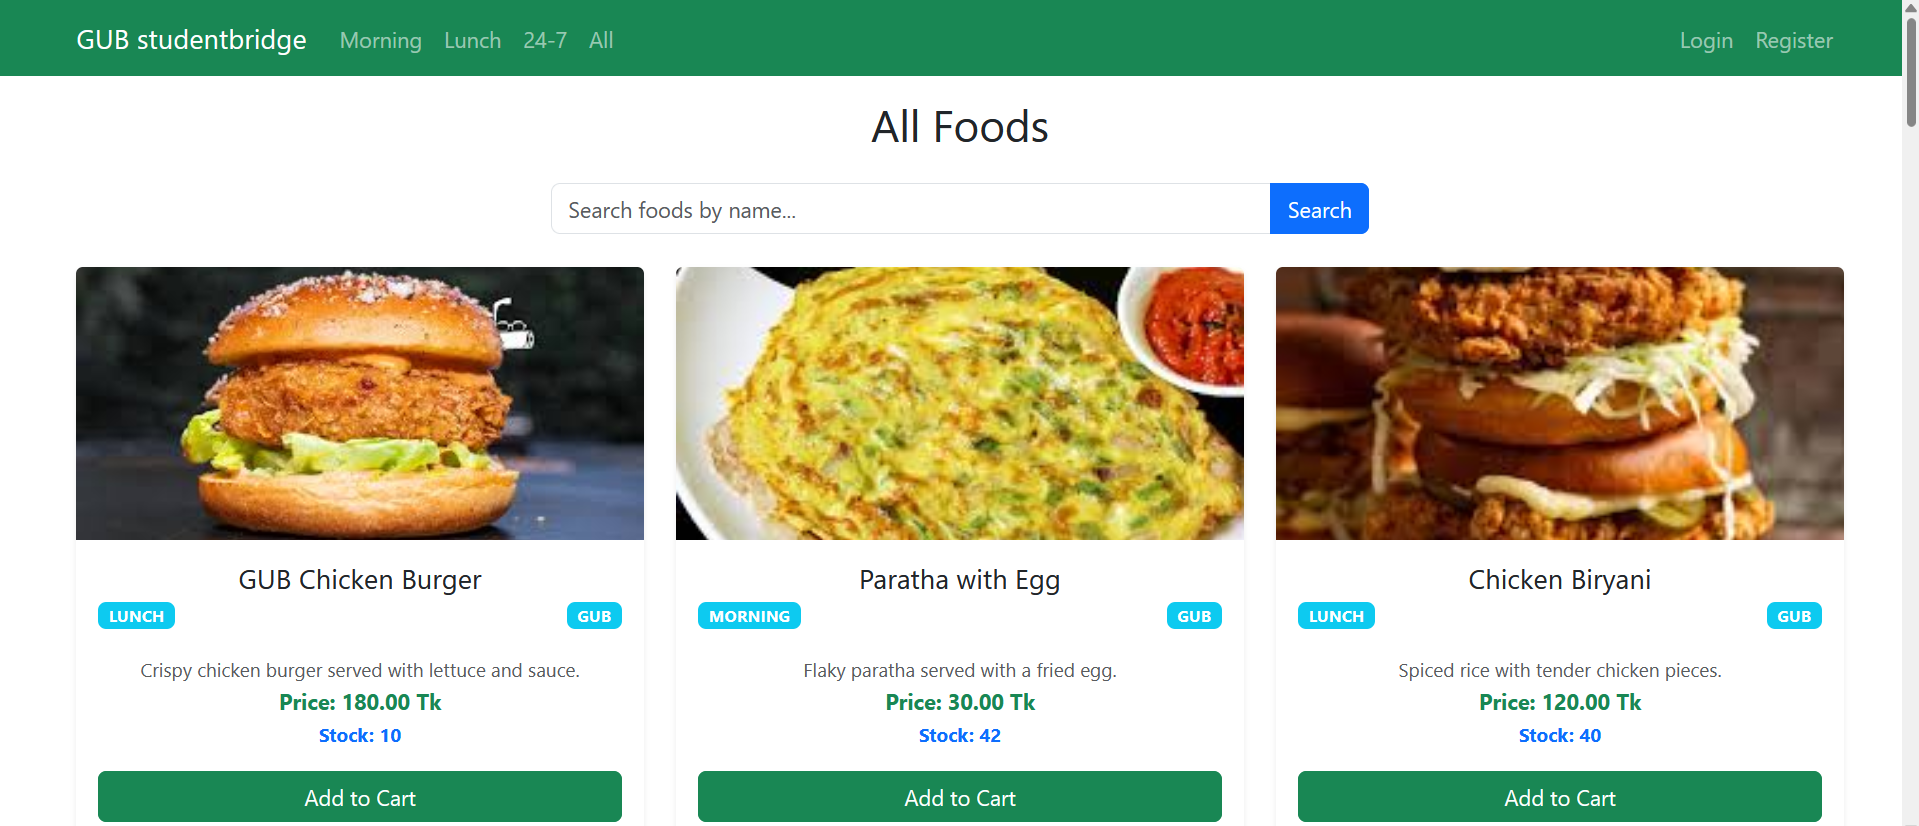 GUB studentbridge Morning Lunch 24-7 All Login Register
All Foods
Search foods by name... Search
GUB Chicken Burger
LUNCH GUB
Crispy chicken burger served with lettuce and sauce.
Price: 180.00 Tk
Stock: 10
Add to Cart
Paratha with Egg
MORNING GUB
Flaky paratha served with a fried egg.
Price: 30.00 Tk
Stock: 42
Add to Cart
Chicken Biryani
LUNCH GUB
Spiced rice with tender chicken pieces.
Price: 120.00 Tk
Stock: 40
Add to Cart